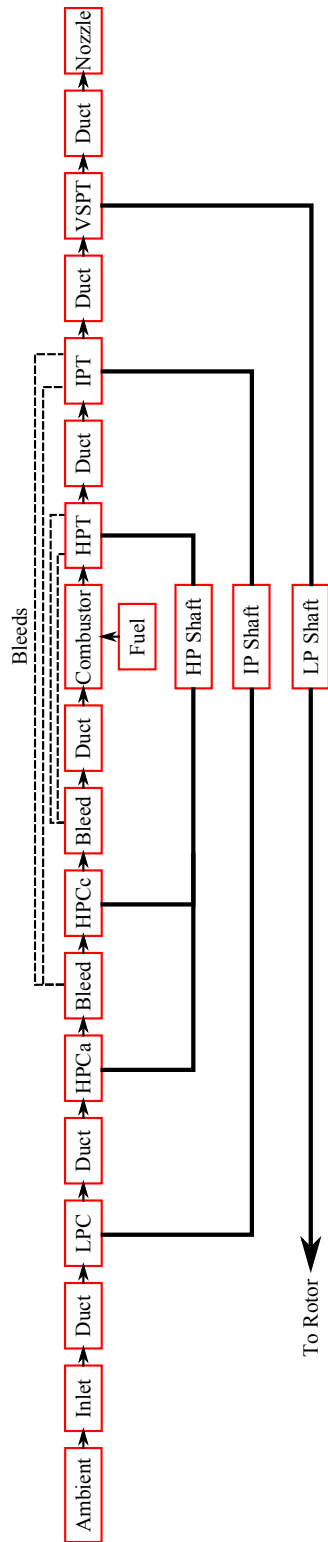 Bleeds
Ambient
Inlet
Duct
LPC
Duct
HPCa
Bleed
HPCc
Bleed
Duct
Combustor
HPT
Duct
IPT
Duct
VSPT
Duct
Nozzle
Fuel
HP Shaft
IP Shaft
LP Shaft
To Rotor